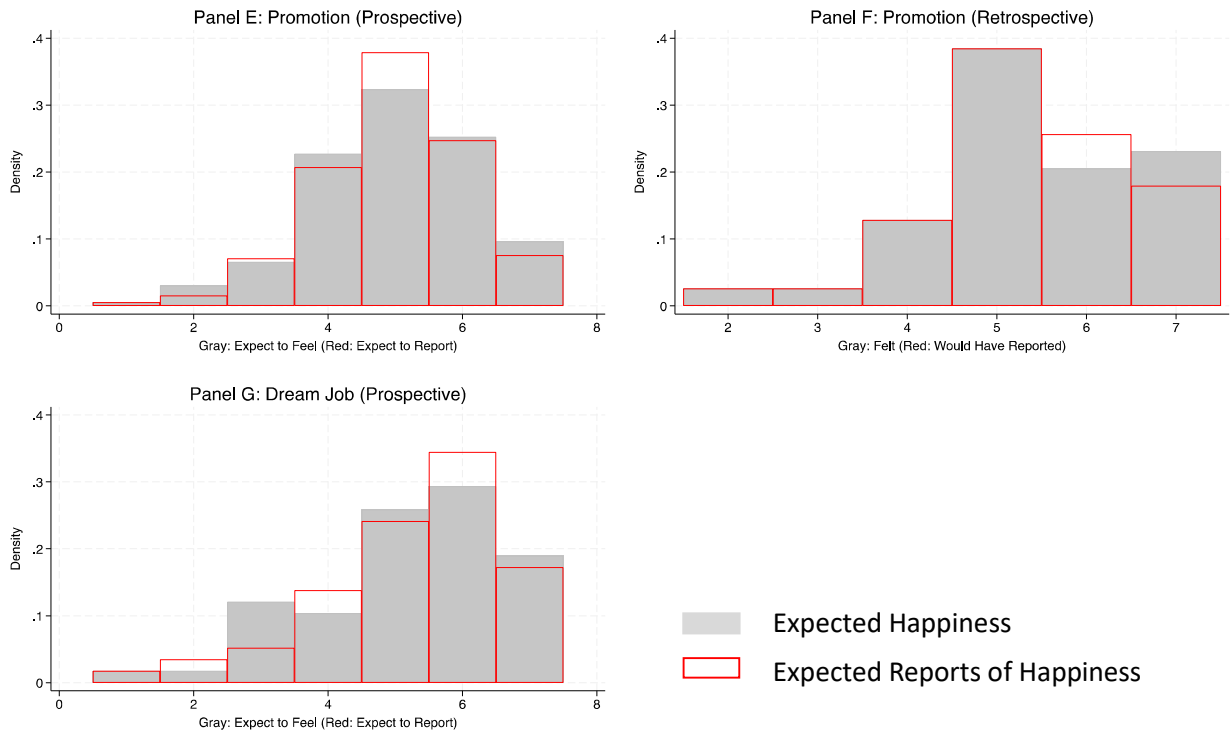 Panel E: Promotion (Prospective)
.4
.3
.2
.1
0
Density
0 2 4 6 8
Gray: Expect to Feel (Red: Expect to Report)
Panel F: Promotion (Retrospective)
.4
.3
.2
.1
0
Density
2 3 4 5 6 7
Gray: Felt (Red: Would Have Reported)
Panel G: Dream Job (Prospective)
.4
.3
.2
.1
0
Density
0 2 4 6 8
Gray: Expect to Feel (Red: Expect to Report)
Expected Happiness
Expected Reports of Happiness